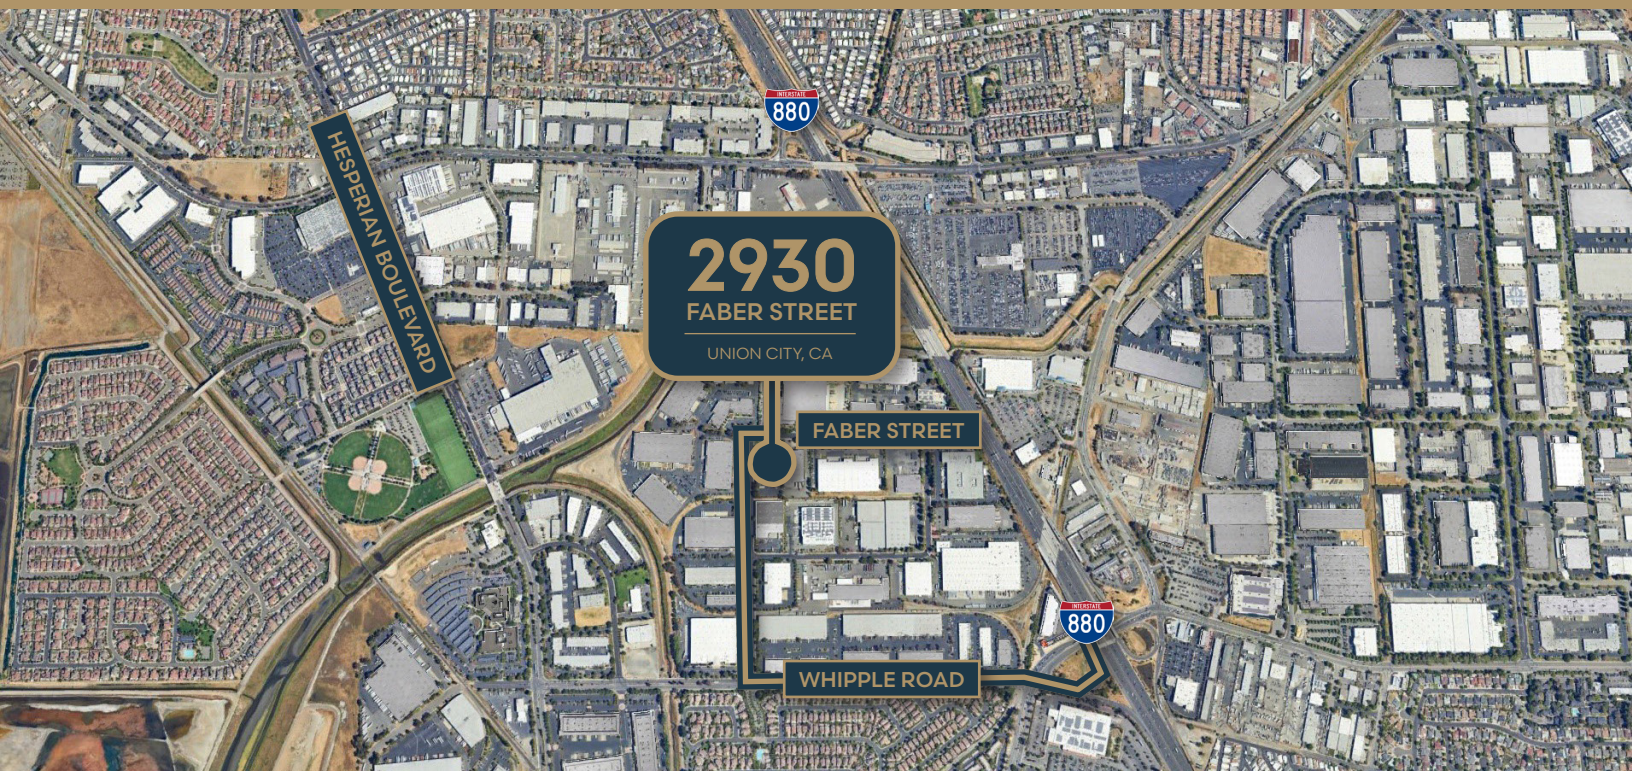 INTERSTATE
880
HESPERIAN BOULEVARD
2930
FABER STREET
UNION CITY, CA
FABER STREET
INTERSTATE
880
WHIPPLE ROAD